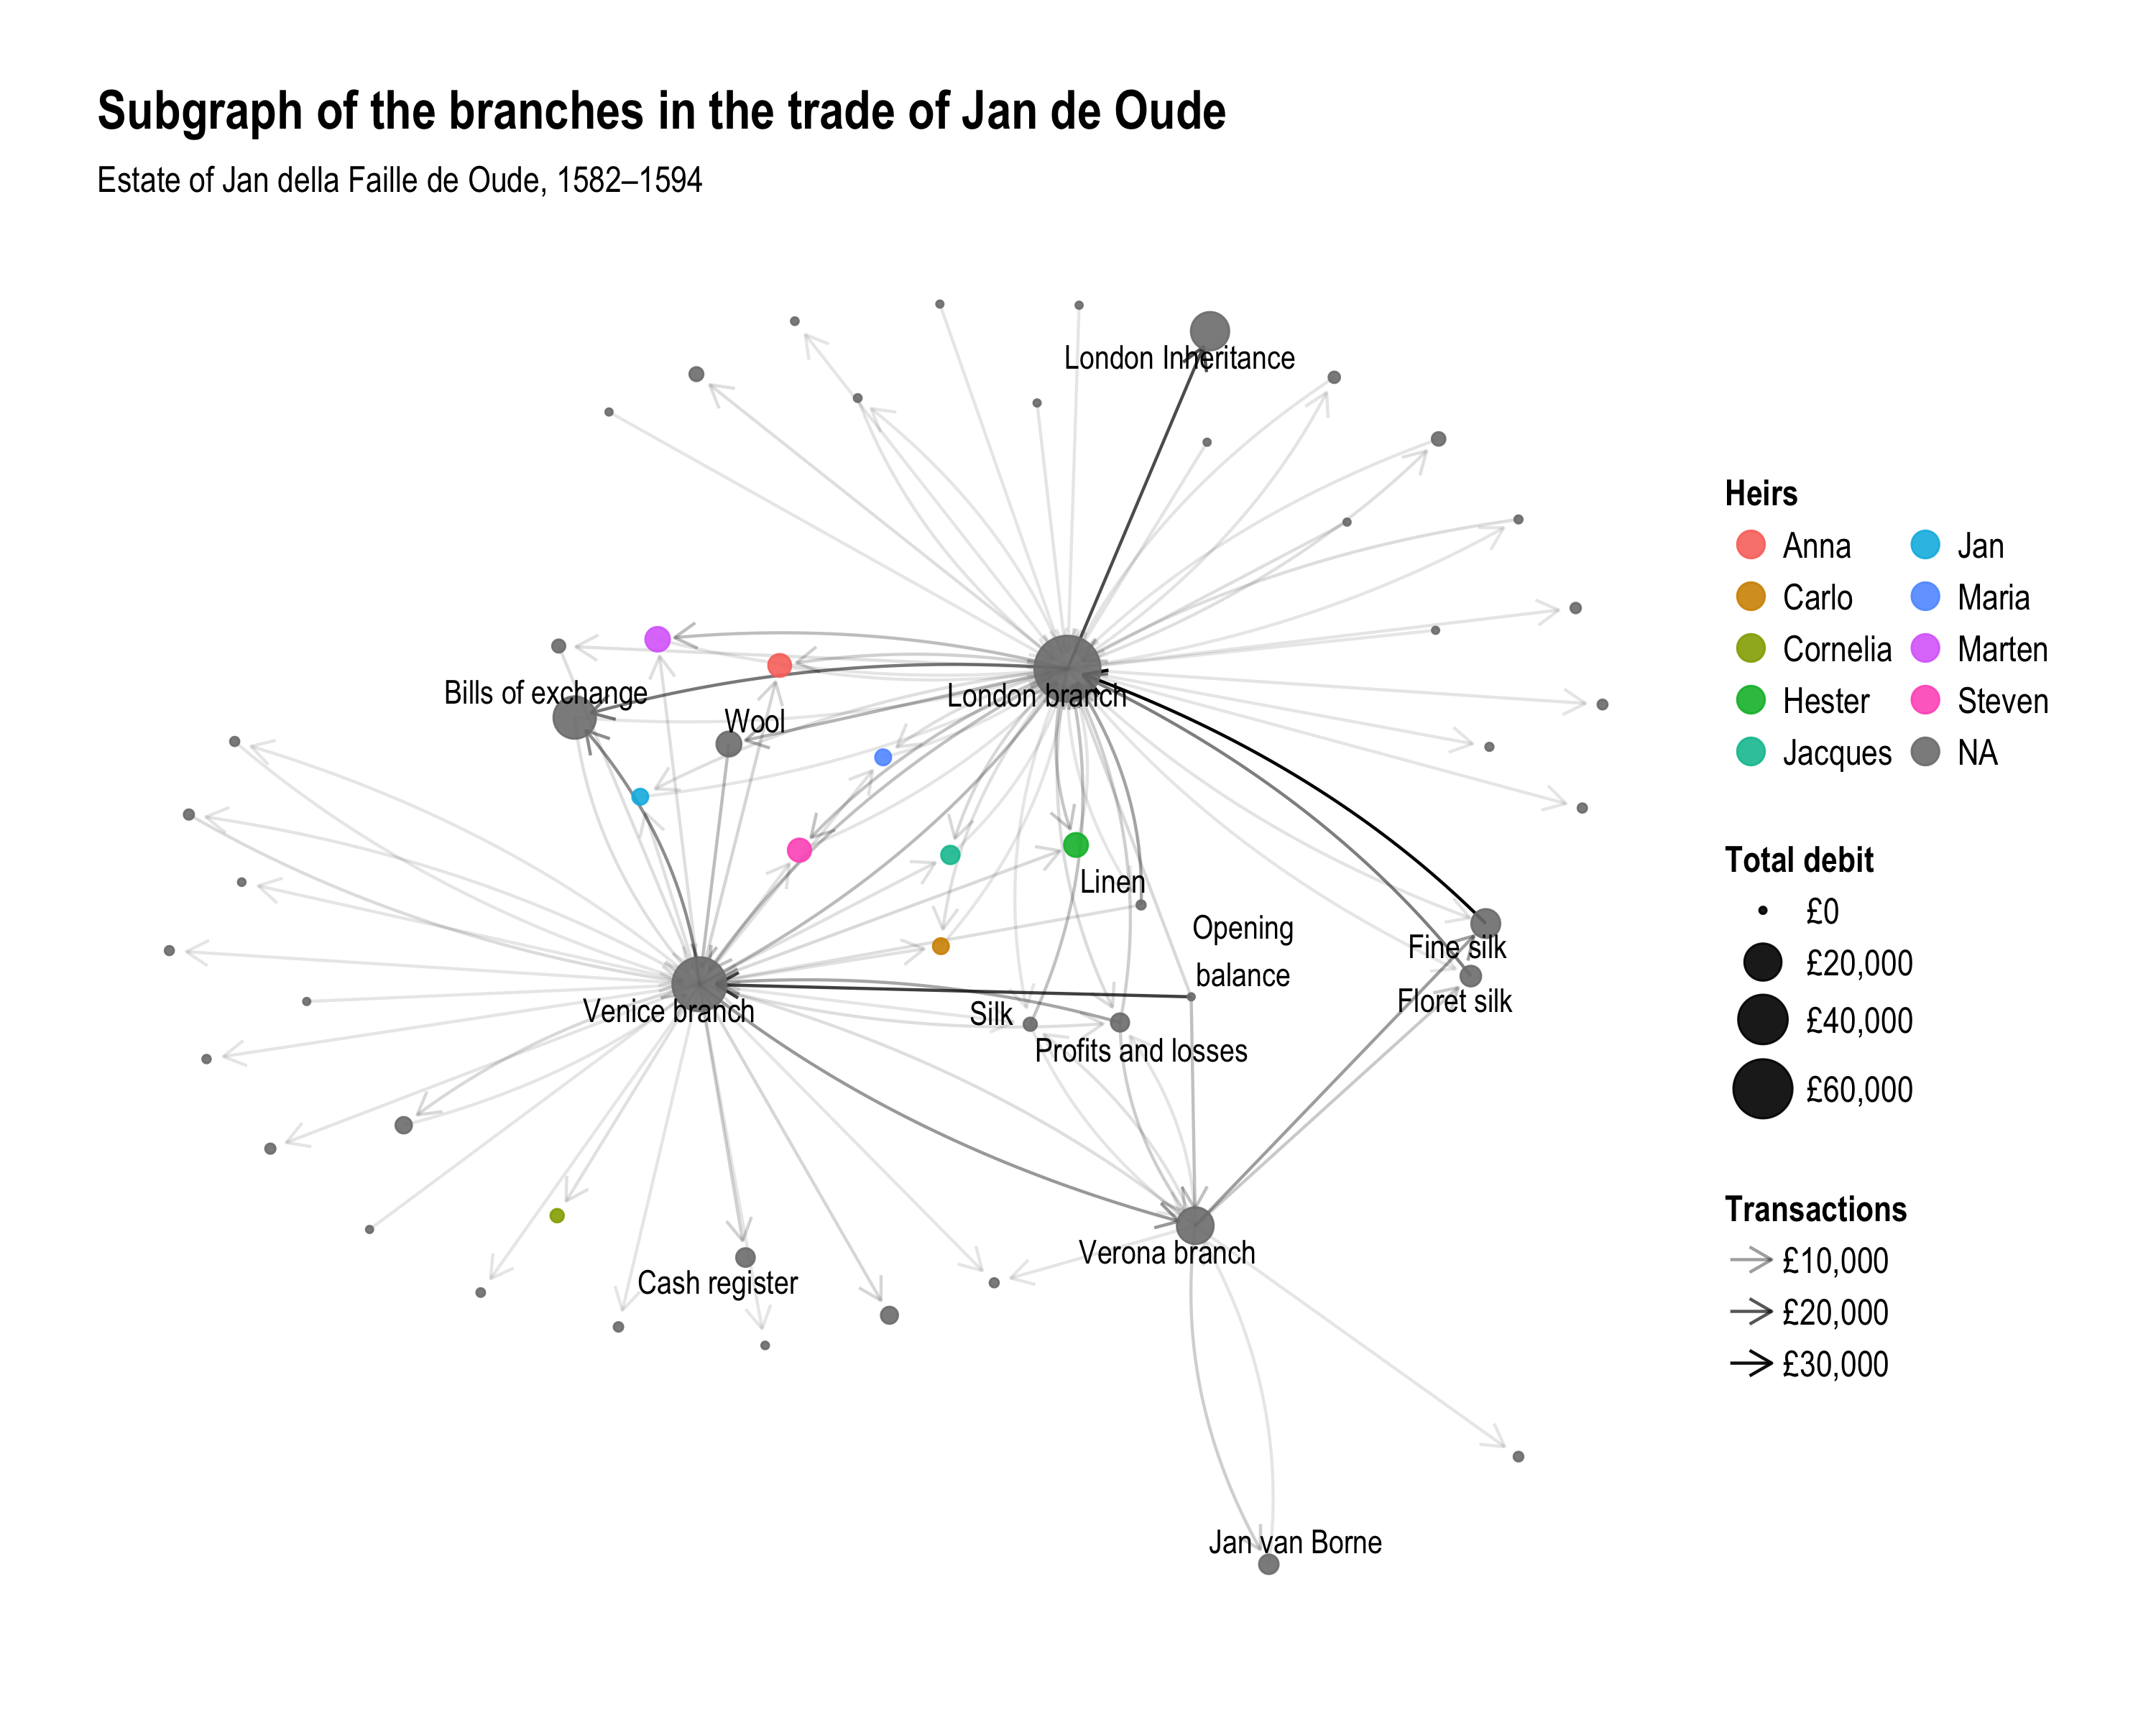 Subgraph of the branches in the trade of Jan de Oude
Estate of Jan della Faille de Oude, 1582–1594
London Inheritance
Bills of exchange
London branch
Wool
Linen
Opening
balance
Fine silk
Floret silk
Venice branch
Silk
Profits and losses
Verona branch
Cash register
Jan van Borne
Heirs
Anna
Jan
Carlo
Maria
Cornelia
Marten
Hester
Steven
Jacques
NA
Total debit
£0
£20,000
£40,000
£60,000
Transactions
£10,000
£20,000
£30,000